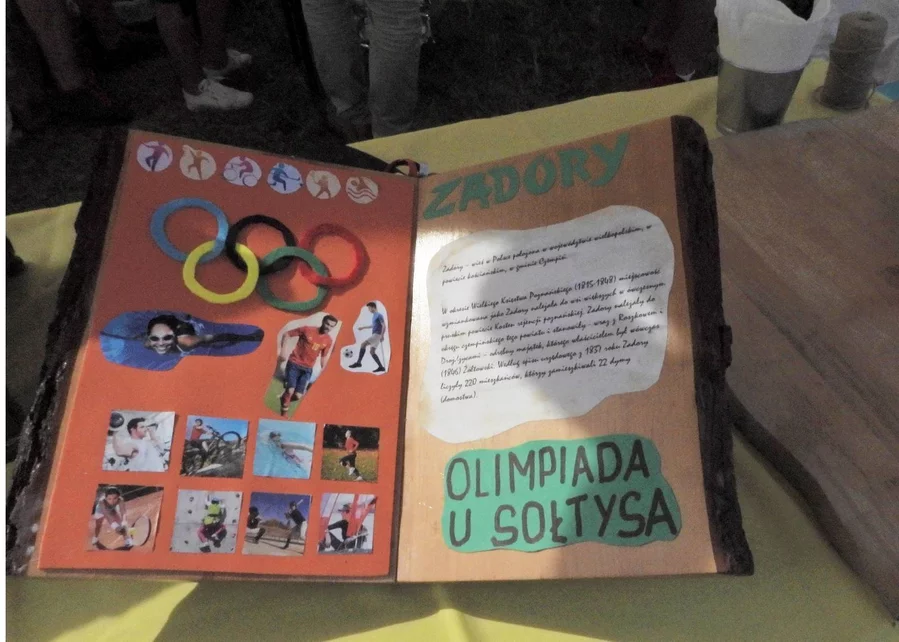 ZADORY
Zadory – wieś w Polsce położona w województwie wielkopolskim, w
powiecie kościańskim, w gminie Czempiń.
W okresie Wielkiego Księstwa Poznańskiego (1815-1848) miejscowość
wzmiankowana jako Zadory należała do wsi większych w ówczesnym
pruskim powiecie Kosten rejencji poznańskiej. Zadory należały do
okręgu czempińskiego tego powiatu i stanowiły – wraz z Roszkowem i
– odrębny majątek, którego właścicielem był wówczas
(1846) Żółtowski. Według spisu urzędowego z 1837 roku Zadory
liczyły 220 mieszkańców, którzy zamieszkiwali 22 dymy
(domostwa).
OLIMPIADA
U SOŁTYSA